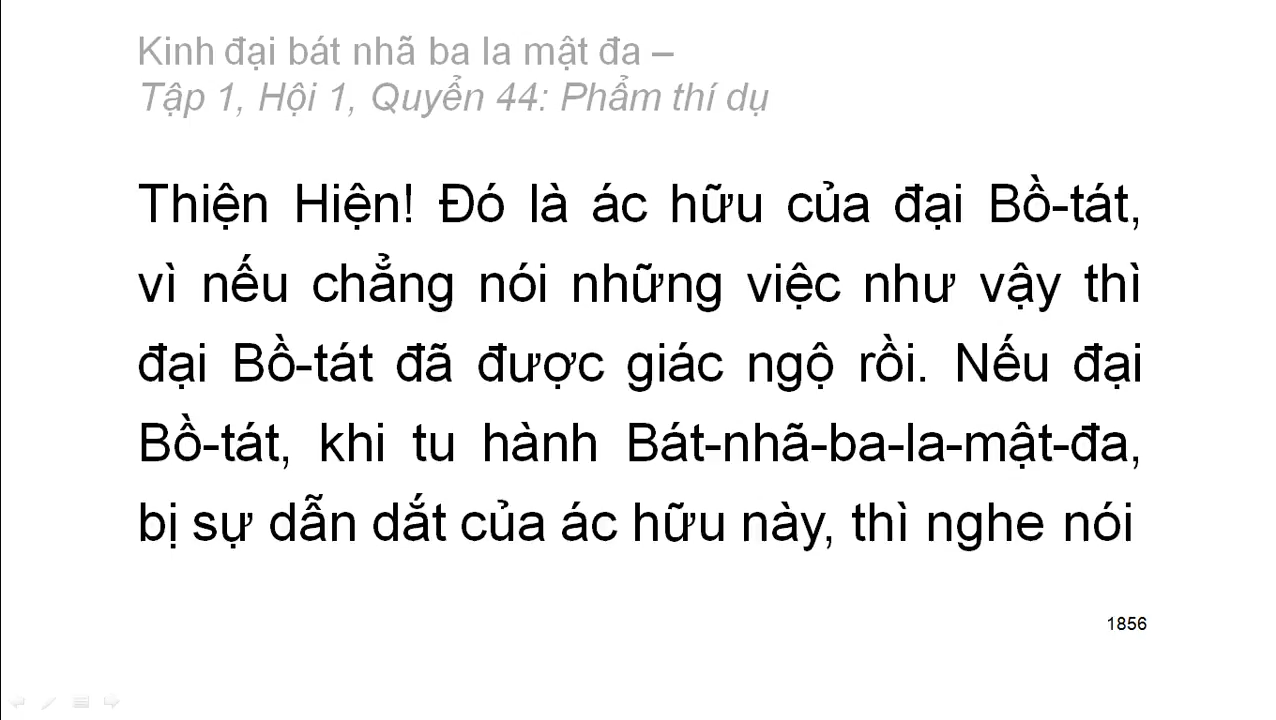 Kinh đại bát nhã ba la mật đa –
Tập 1, Hội 1, Quyển 44: Phẩm thí dụ
Thiện Hiện! Đó là ác hữu của đại Bồ-tát,
vì nếu chẳng nói những việc như vậy thì
đại Bồ-tát đã được giác ngộ rồi. Nếu đại
Bồ-tát, khi tu hành Bát-nhã-ba-la-mật-đa,
bị sự dẫn dắt của ác hữu này, thì nghe nói
1856